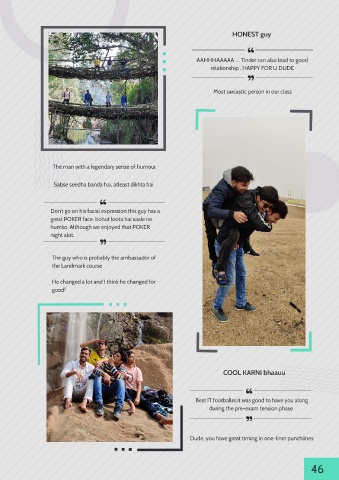 HONEST guy
❝
AAHHHAAAAA.... Tinder can also lead to good
relationship , HAPPY FOR U DUDE
❞
Most sarcastic person in our class
The man with a legendary sense of humour
Sabse seedha banda hai, atleast dikhta hai
❝
Don't go on his facial expression this guy has a
great POKER face, bohot loota hai saale ne
humko. Although we enjoyed that POKER
night alot.
❞
The guy who is probably the ambassador of
the Landmark course
He changed a lot and I think he changed for
good!
COOL KARNI bhaauu
❝
Best IT footballer,it was good to have you along
during the pre-exam tension phase
❞
Dude, you have great timing in one-liner punchlines
46